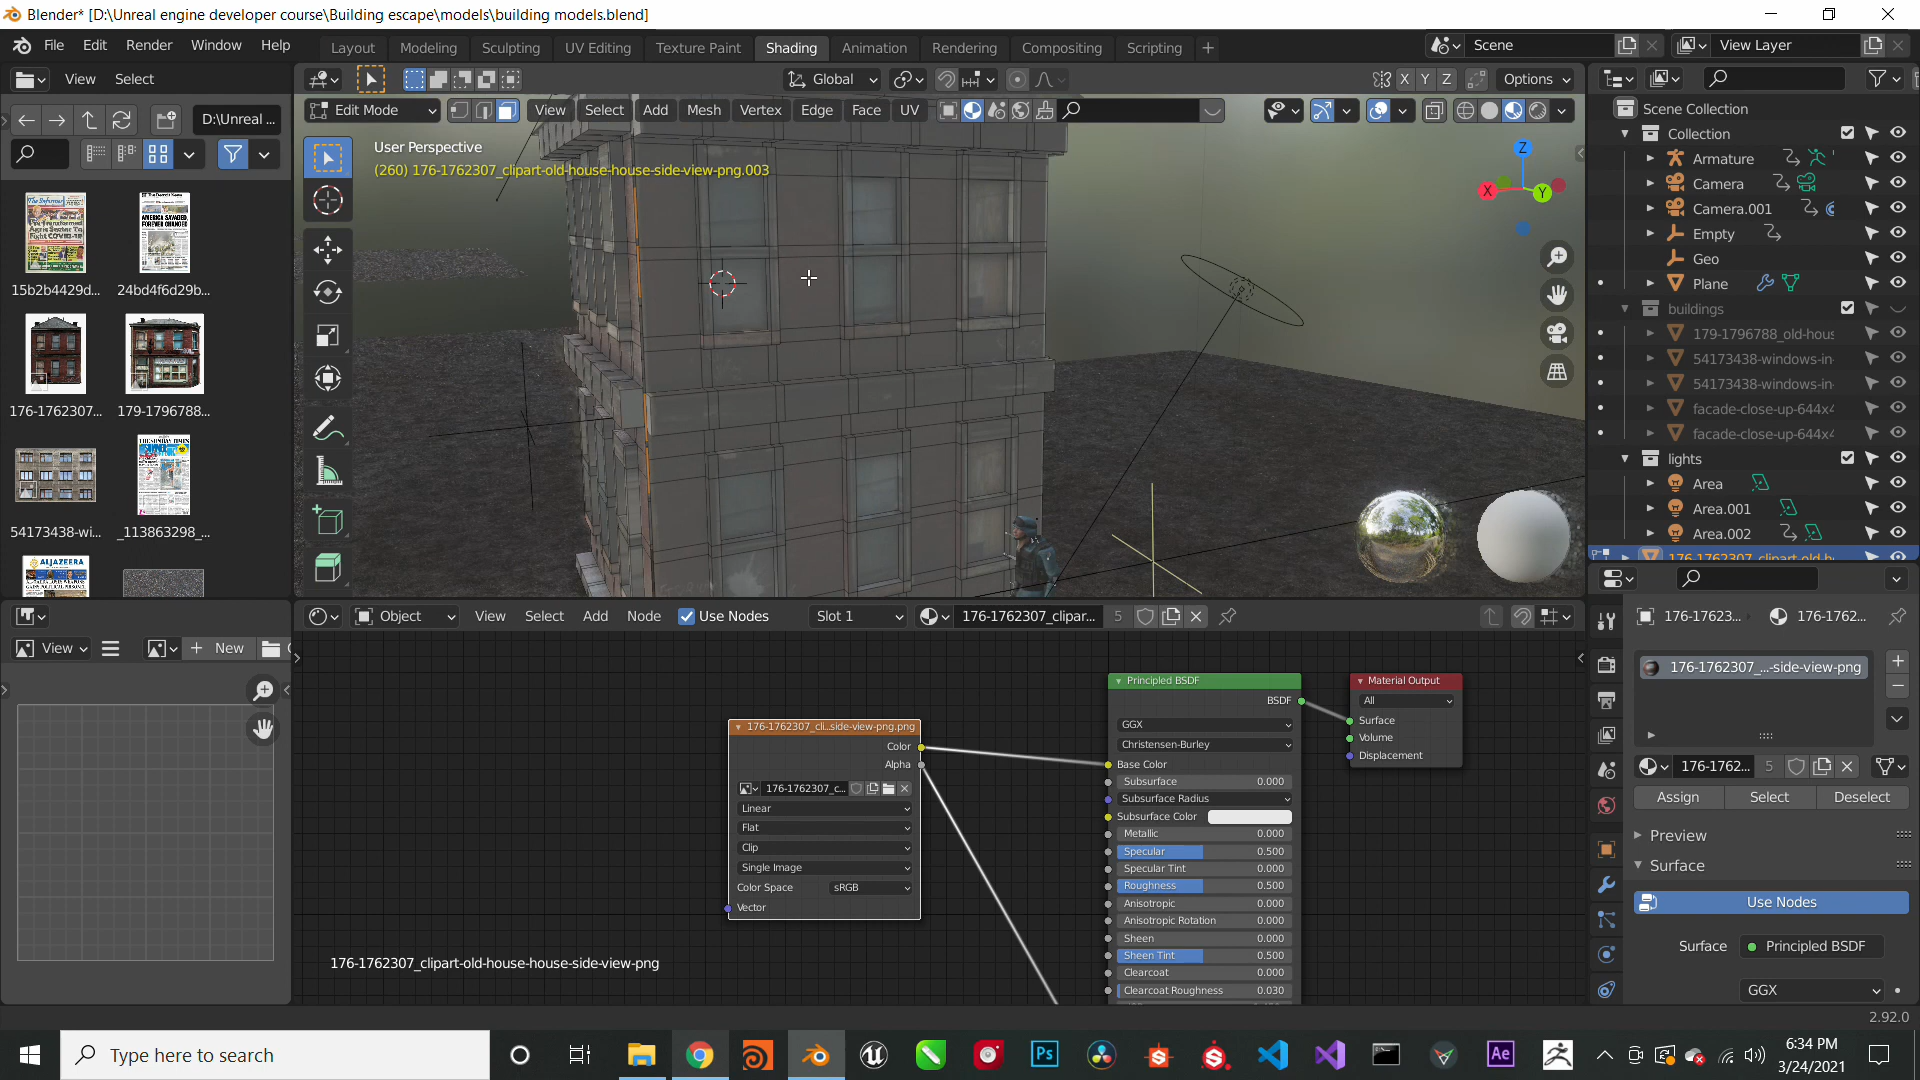 Blender* [D:\Unreal engine developer course\Building escape\models\building models.blend]
File Edit Render Window Help
Layout Modeling Sculpting UV Editing Texture Paint Shading Animation Rendering Compositing Scripting +
Scene
View Layer
View Select
Global
X Y Z Options
D:\Unreal ...
Edit Mode View Select Add Mesh Vertex Edge Face UV
User Perspective
(260) 176-1762307_clipart-old-house-house-side-view-png.003
Z
X
Y
15b2b4429d... 24bd4f6d29b...
176-1762307... 179-1796788...
54173438-wi... _113863298_...
ALJAZEERA
Scene Collection
Collection
Armature
Camera
Camera.001
Empty
Geo
Plane
buildings
179-1796788_old-hous
54173438-windows-in-
54173438-windows-in-
facade-close-up-644x4
facade-close-up-644x4
lights
Area
Area.001
Area.002
176-1762307_clipart-old-h
View New
Object View Select Add Node Use Nodes Slot 1 176-1762307_clipar... 5
176-1762307_cli...side-view-png.png
Color
Alpha
176-1762307_c...
Linear
Flat
Clip
Single Image
Color Space sRGB
Vector
176-1762307_clipart-old-house-house-side-view-png
Principled BSDF
BSDF
GGX
Christensen-Burley
Base Color
Subsurface 0.000
Subsurface Radius
Subsurface Color
Metallic 0.000
Specular 0.500
Specular Tint 0.000
Roughness 0.500
Anisotropic 0.000
Anisotropic Rotation 0.000
Sheen 0.000
Sheen Tint 0.500
Clearcoat 0.000
Clearcoat Roughness 0.030
Material Output
All
Surface
Volume
Displacement
176-17623... 176-1762...
176-1762307_...-side-view-png
176-1762... 5
Assign Select Deselect
Preview
Surface
Use Nodes
Surface Principled BSDF
GGX
2.92.0
Type here to search
Ps
Ae
6:34 PM
3/24/2021